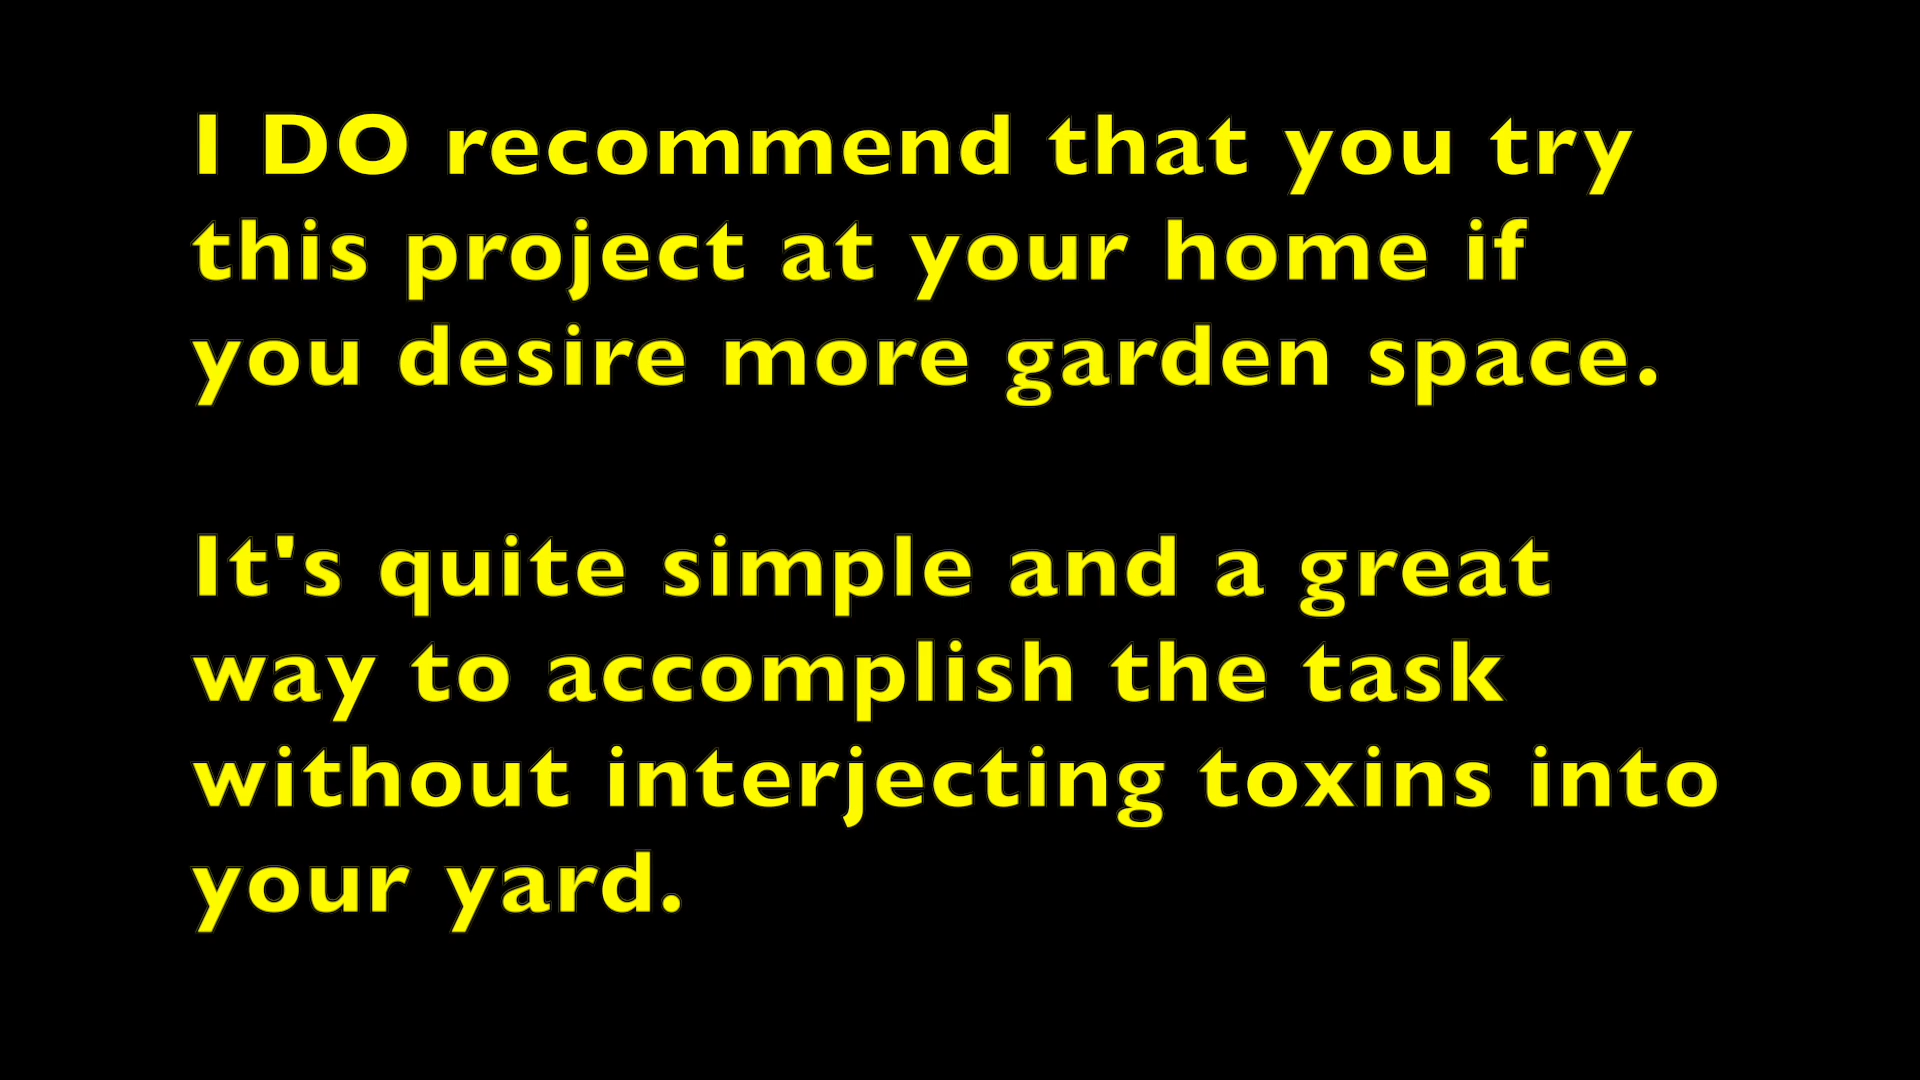 I DO recommend that you try
this project at your home if
you desire more garden space.
It's quite simple and a great
way to accomplish the task
without interjecting toxins into
your yard.